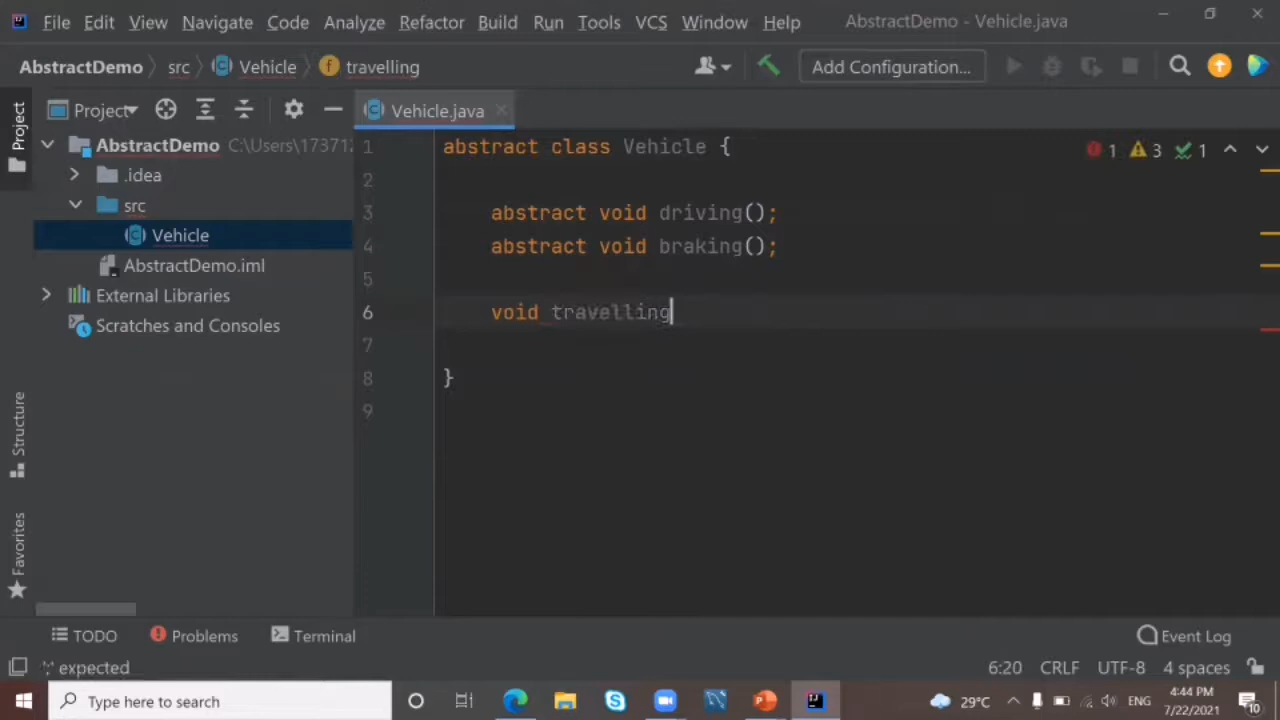 File Edit View Navigate Code Analyze Refactor Build Run Tools VCS Window Help AbstractDemo - Vehicle.java
AbstractDemo src Vehicle travelling Add Configuration...
Project
Project
Vehicle.java
AbstractDemo C:\Users\173712
.idea
src
Vehicle
AbstractDemo.iml
External Libraries
Scratches and Consoles
1 abstract class Vehicle {
1 3 1
2
3 abstract void driving();
4 abstract void braking();
5
6 void travelling
7
8 }
9
Structure
Favorites
TODO Problems Terminal Event Log
';' expected 6:20 CRLF UTF-8 4 spaces
Type here to search
29°C ENG
4:44 PM
7/22/2021
10